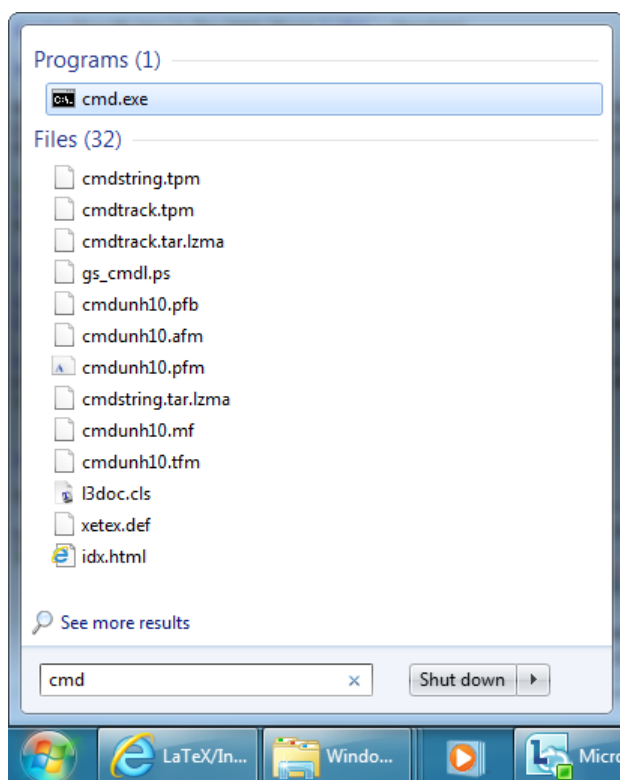 Programs (1)
cmd.exe
Files (32)
cmdstring.tpm
cmdtrack.tpm
cmdtrack.tar.lzma
gs_cmdl.ps
cmdunh10.pfb
cmdunh10.afm
cmdunh10.pfm
cmdstring.tar.lzma
cmdunh10.mf
cmdunh10.tfm
l3doc.cls
xetex.def
idx.html
See more results
cmd Shut down
LaTeX/In... Windo... Micro